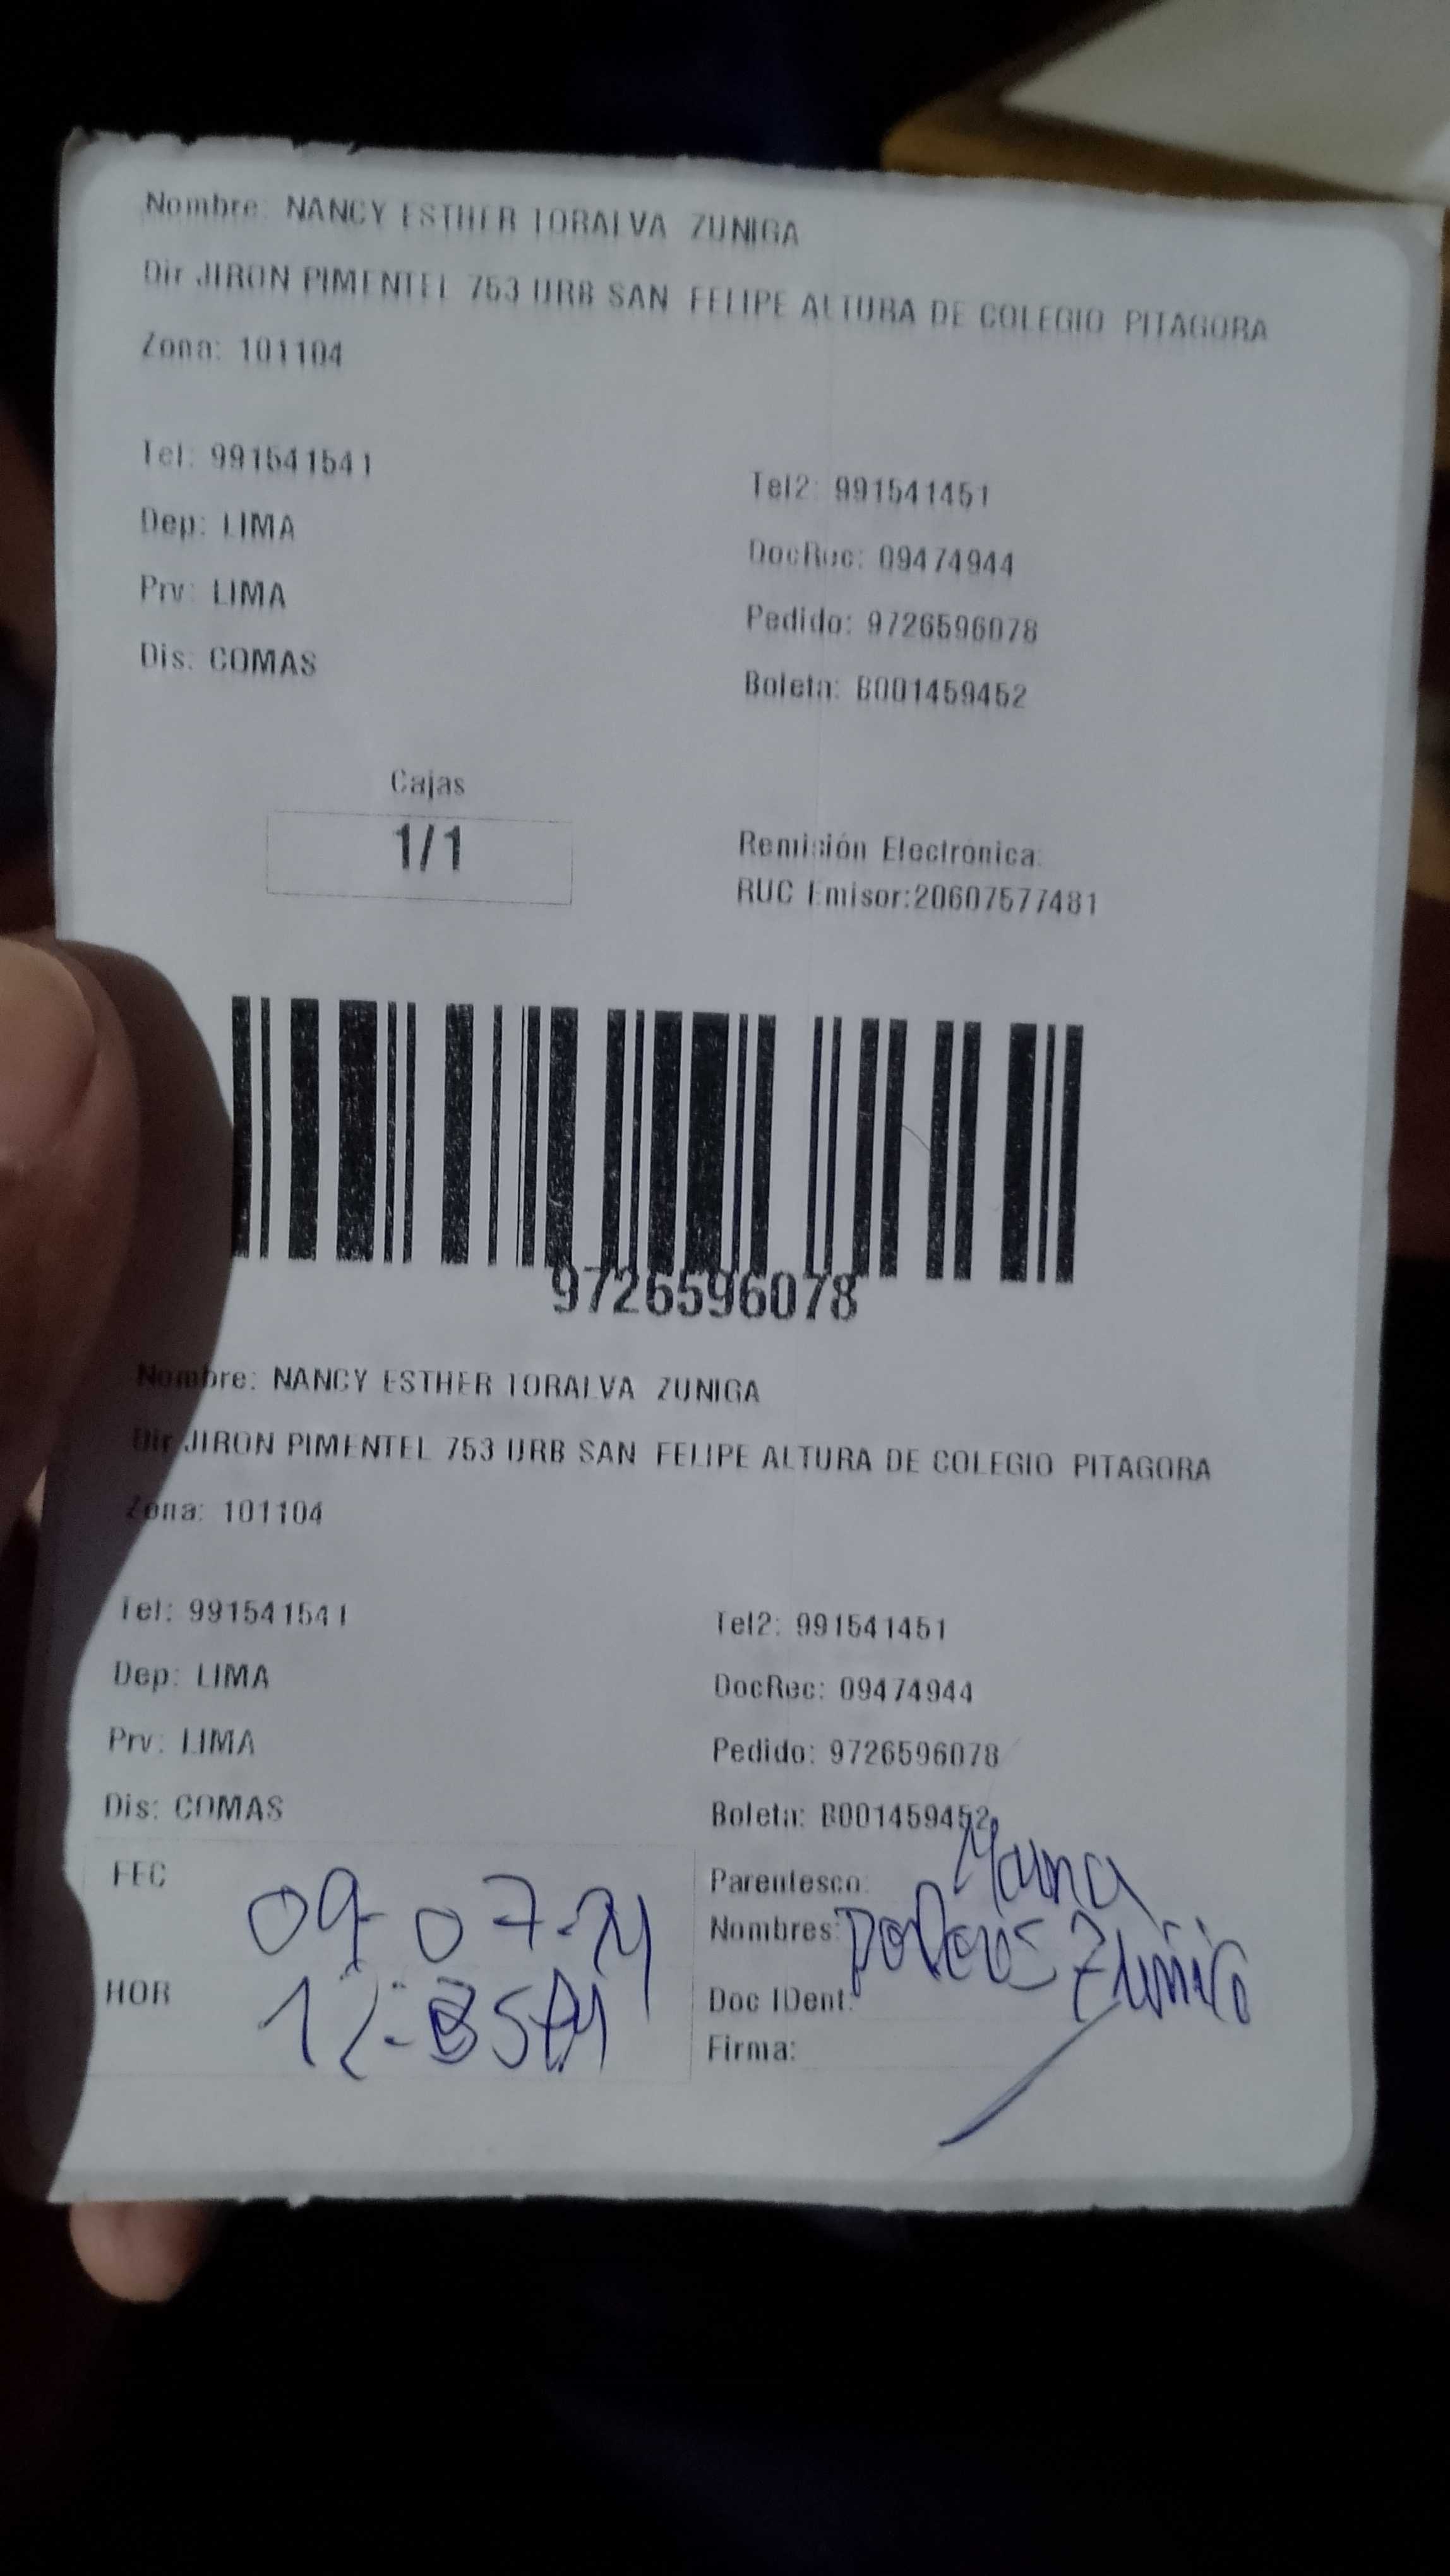 Nombre: NANCY ESTHER TORALVA ZUNIGA
Dir JIRON PIMENTEL 753 URB SAN FELIPE ALTURA DE COLEGIO PITAGORA
Zona: 101104
Tel: 991541541
Tel2: 991541451
Dep: LIMA
DocRec: 09474944
Prv: LIMA
Pedido: 9726596078
Dis: COMAS
Boleta: B001459452
Cajas
1/1
Remisión Electrónica:
RUC Emisor:20607577481
9726596078
Nombre: NANCY ESTHER TORALVA ZUNIGA
Dir JIRON PIMENTEL 753 URB SAN FELIPE ALTURA DE COLEGIO PITAGORA
Zona: 101104
Tel: 991541541
Tel2: 991541451
Dep: LIMA
DocRec: 09474944
Prv: LIMA
Pedido: 9726596078
Dis: COMAS
Boleta: B001459452
FEC
Parentesco: Mama
Nombres:
HOR
Doc IDent:
Firma: